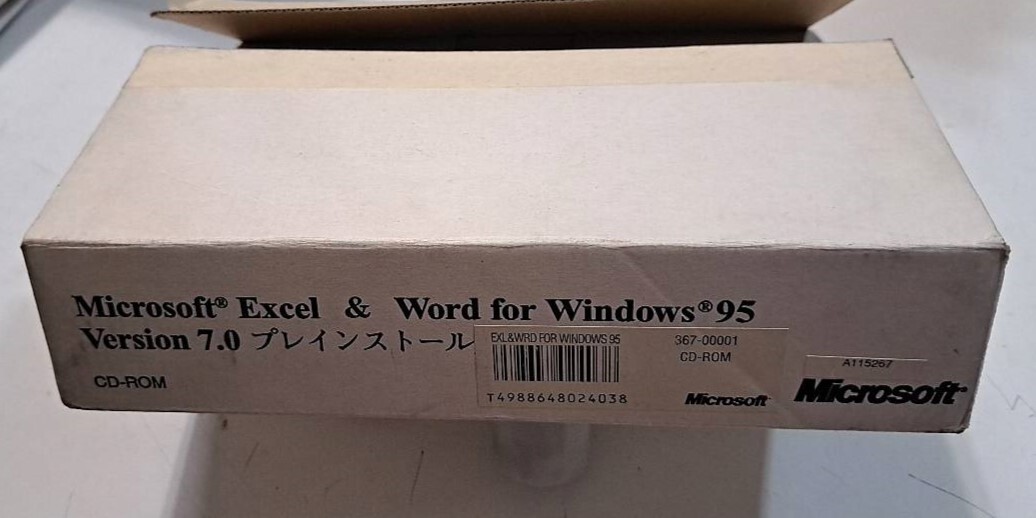 Microsoft® Excel & Word for Windows®95
Version 7.0 プレインストール
CD-ROM
EXL&WRD FOR WINDOWS 95
367-00001
CD-ROM
T4988648024038
Microsoft
A115267
Microsoft